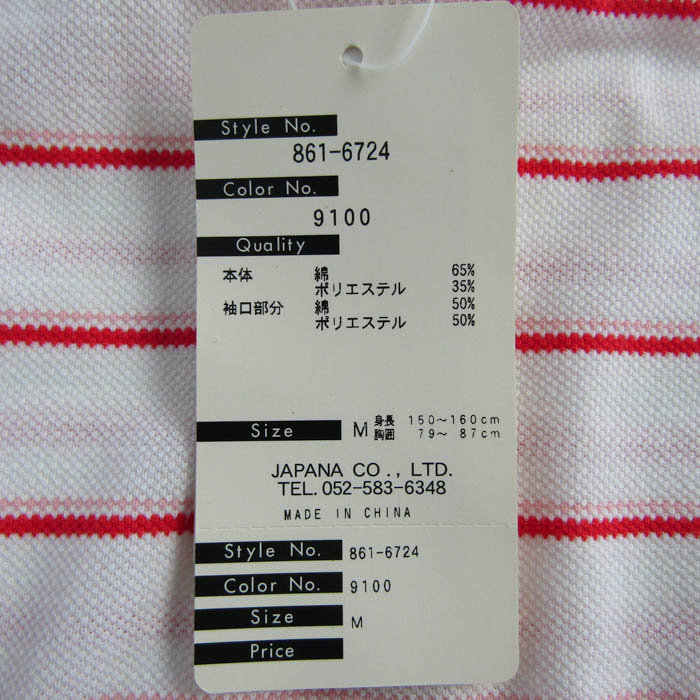 Style No.
861-6724
Color No.
9100
Quality
本体 綿 65%
ポリエステル 35%
袖口部分 綿 50%
ポリエステル 50%
Size M 身長 150～160cm
胸囲 79～ 87cm
JAPANA CO., LTD.
TEL. 052-583-6348
MADE IN CHINA
Style No. 861-6724
Color No. 9100
Size M
Price